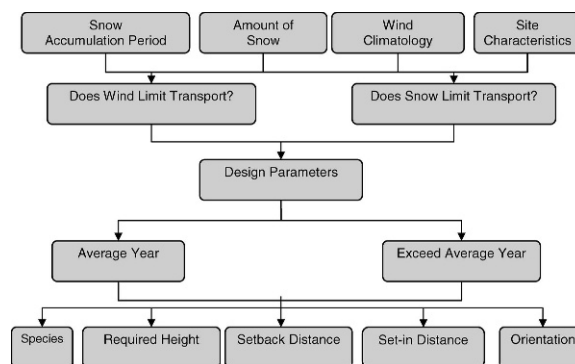 Snow
Accumulation Period
Amount of
Snow
Wind
Climatology
Site
Characteristics
Does Wind Limit Transport?
Does Snow Limit Transport?
Design Parameters
Average Year
Exceed Average Year
Species
Required Height
Setback Distance
Set-in Distance
Orientation